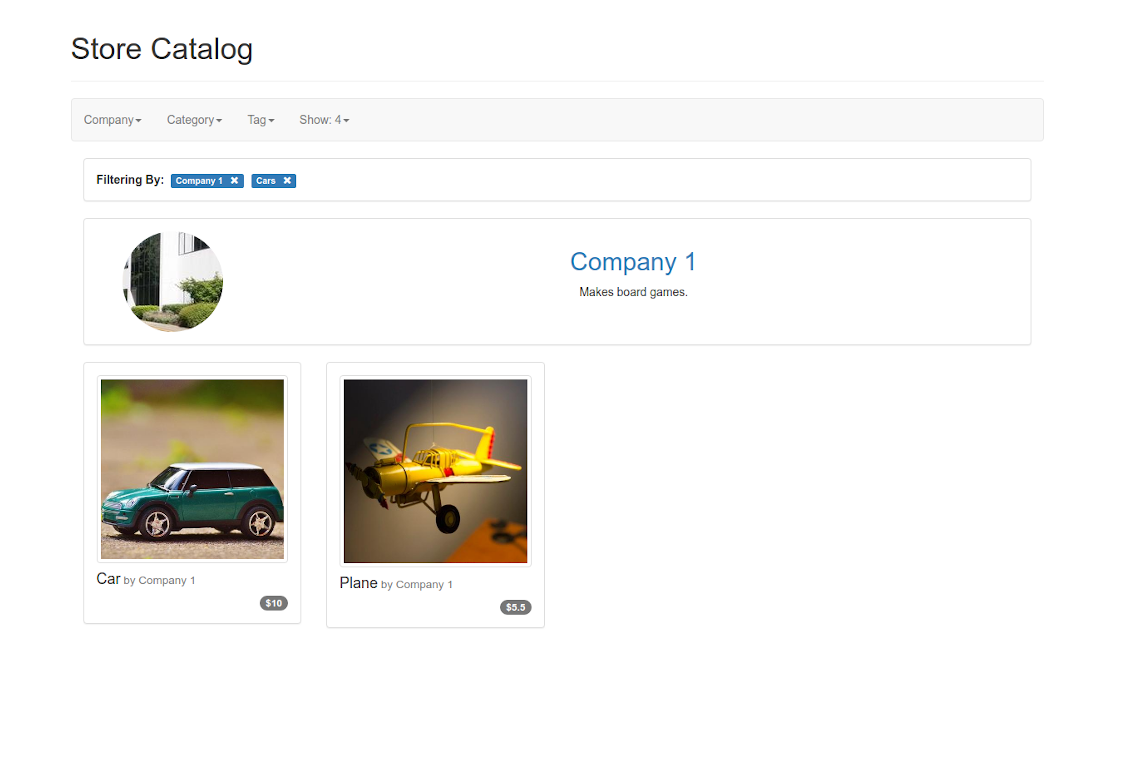 Store Catalog
Company Category Tag Show: 4
Filtering By: Company 1 ✖ Cars ✖
Company 1
Makes board games.
Car by Company 1
$10
Plane by Company 1
$5.5